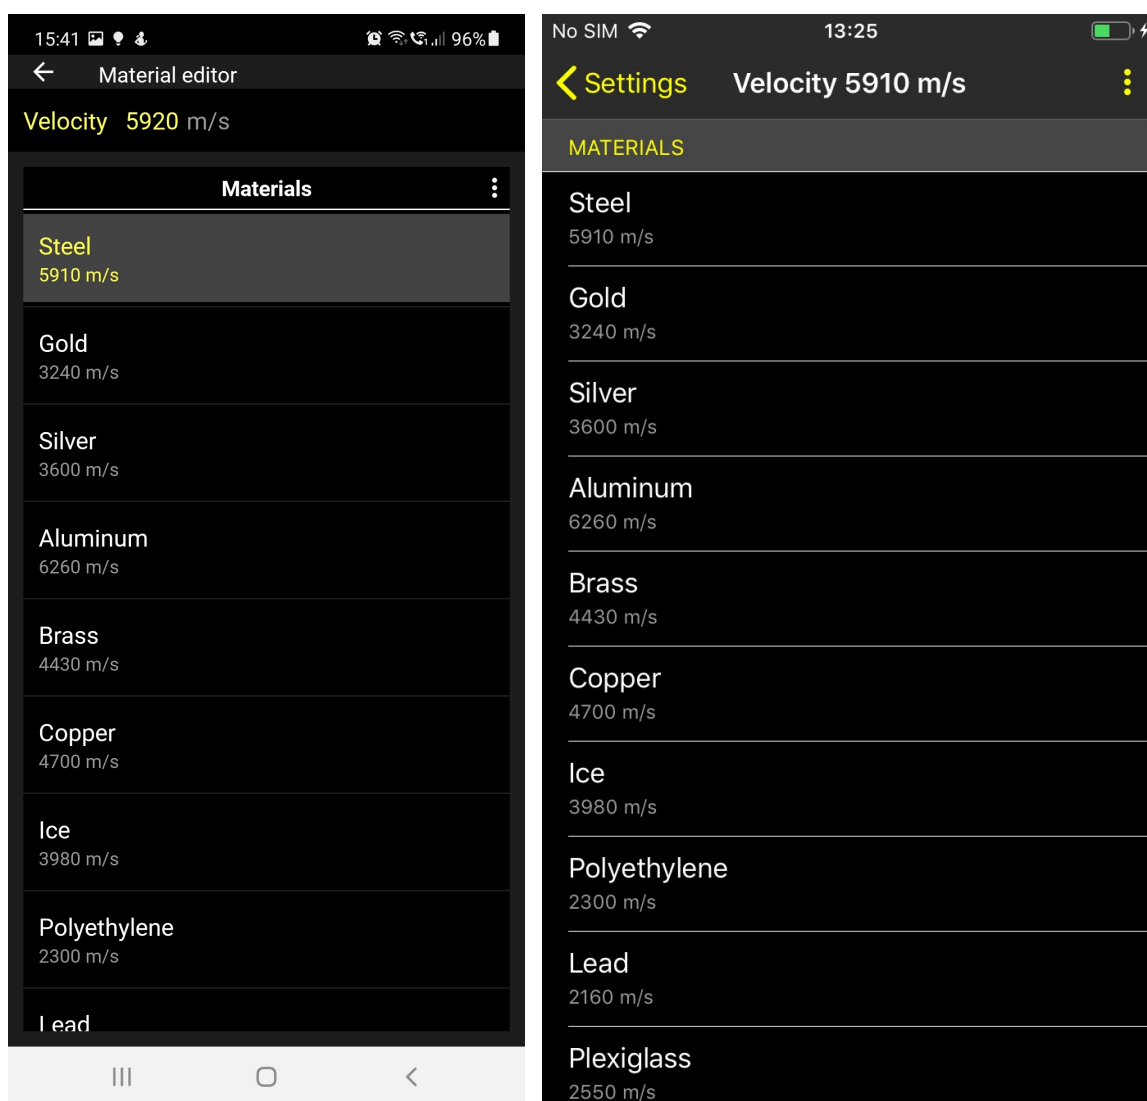 15:41 96%
Material editor
Velocity 5920 m/s
Materials
Steel
5910 m/s
Gold
3240 m/s
Silver
3600 m/s
Aluminum
6260 m/s
Brass
4430 m/s
Copper
4700 m/s
Ice
3980 m/s
Polyethylene
2300 m/s
Lead
No SIM 13:25
Settings Velocity 5910 m/s
MATERIALS
Steel
5910 m/s
Gold
3240 m/s
Silver
3600 m/s
Aluminum
6260 m/s
Brass
4430 m/s
Copper
4700 m/s
Ice
3980 m/s
Polyethylene
2300 m/s
Lead
2160 m/s
Plexiglass
2550 m/s